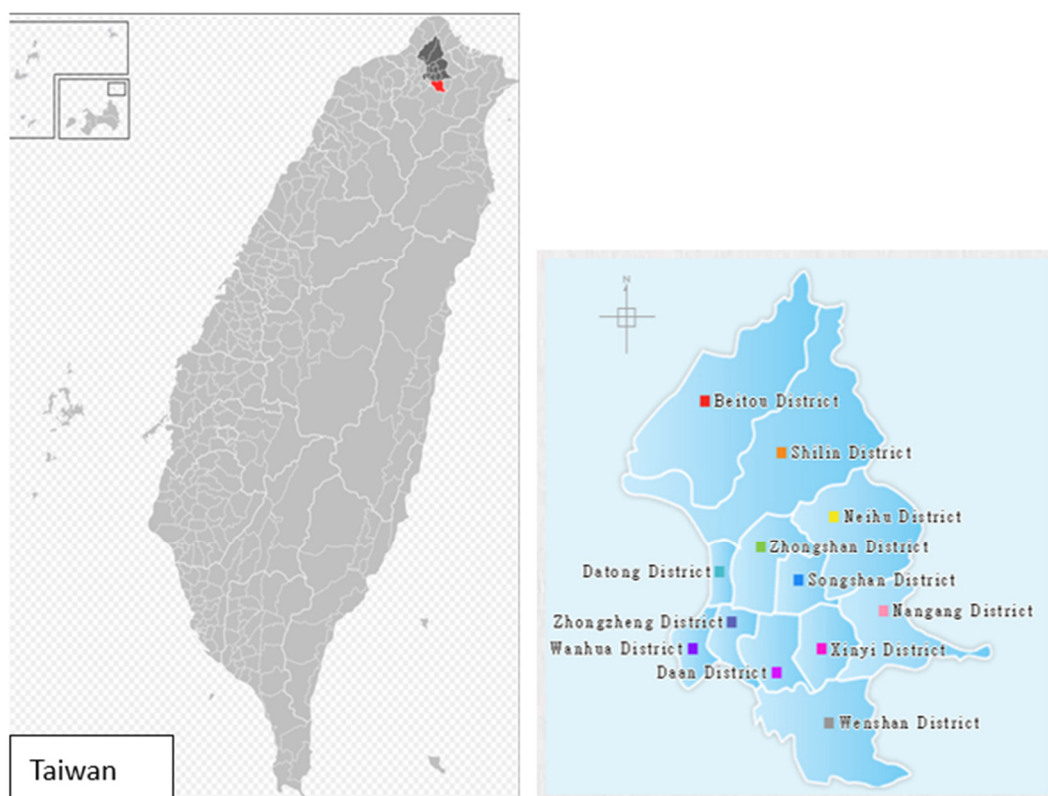 Taiwan
N
Beitou District
Shilin District
Neihu District
Zhongshan District
Datong District
Songshan District
Nangang District
Zhongzheng District
Wanhua District
Xinyi District
Daan District
Wenshan District